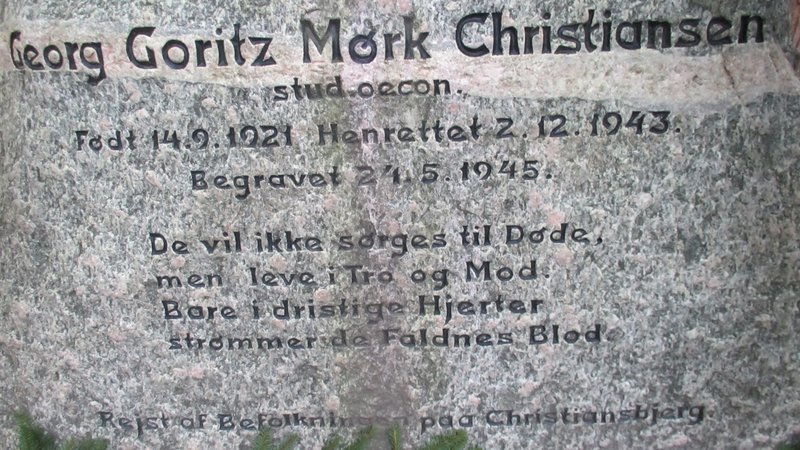 Georg Goritz Mørk Christiansen
stud.oecon.
Født 14.9.1921 Henrettet 2.12.1943.
Begravet 24.5.1945.
De vil ikke sørges til Døde,
men leve i Tro og Mod.
Bare i dristige Hjerter
strømmer de Faldnes Blod.
Rejst af Befolkningen paa Christiansbjerg.